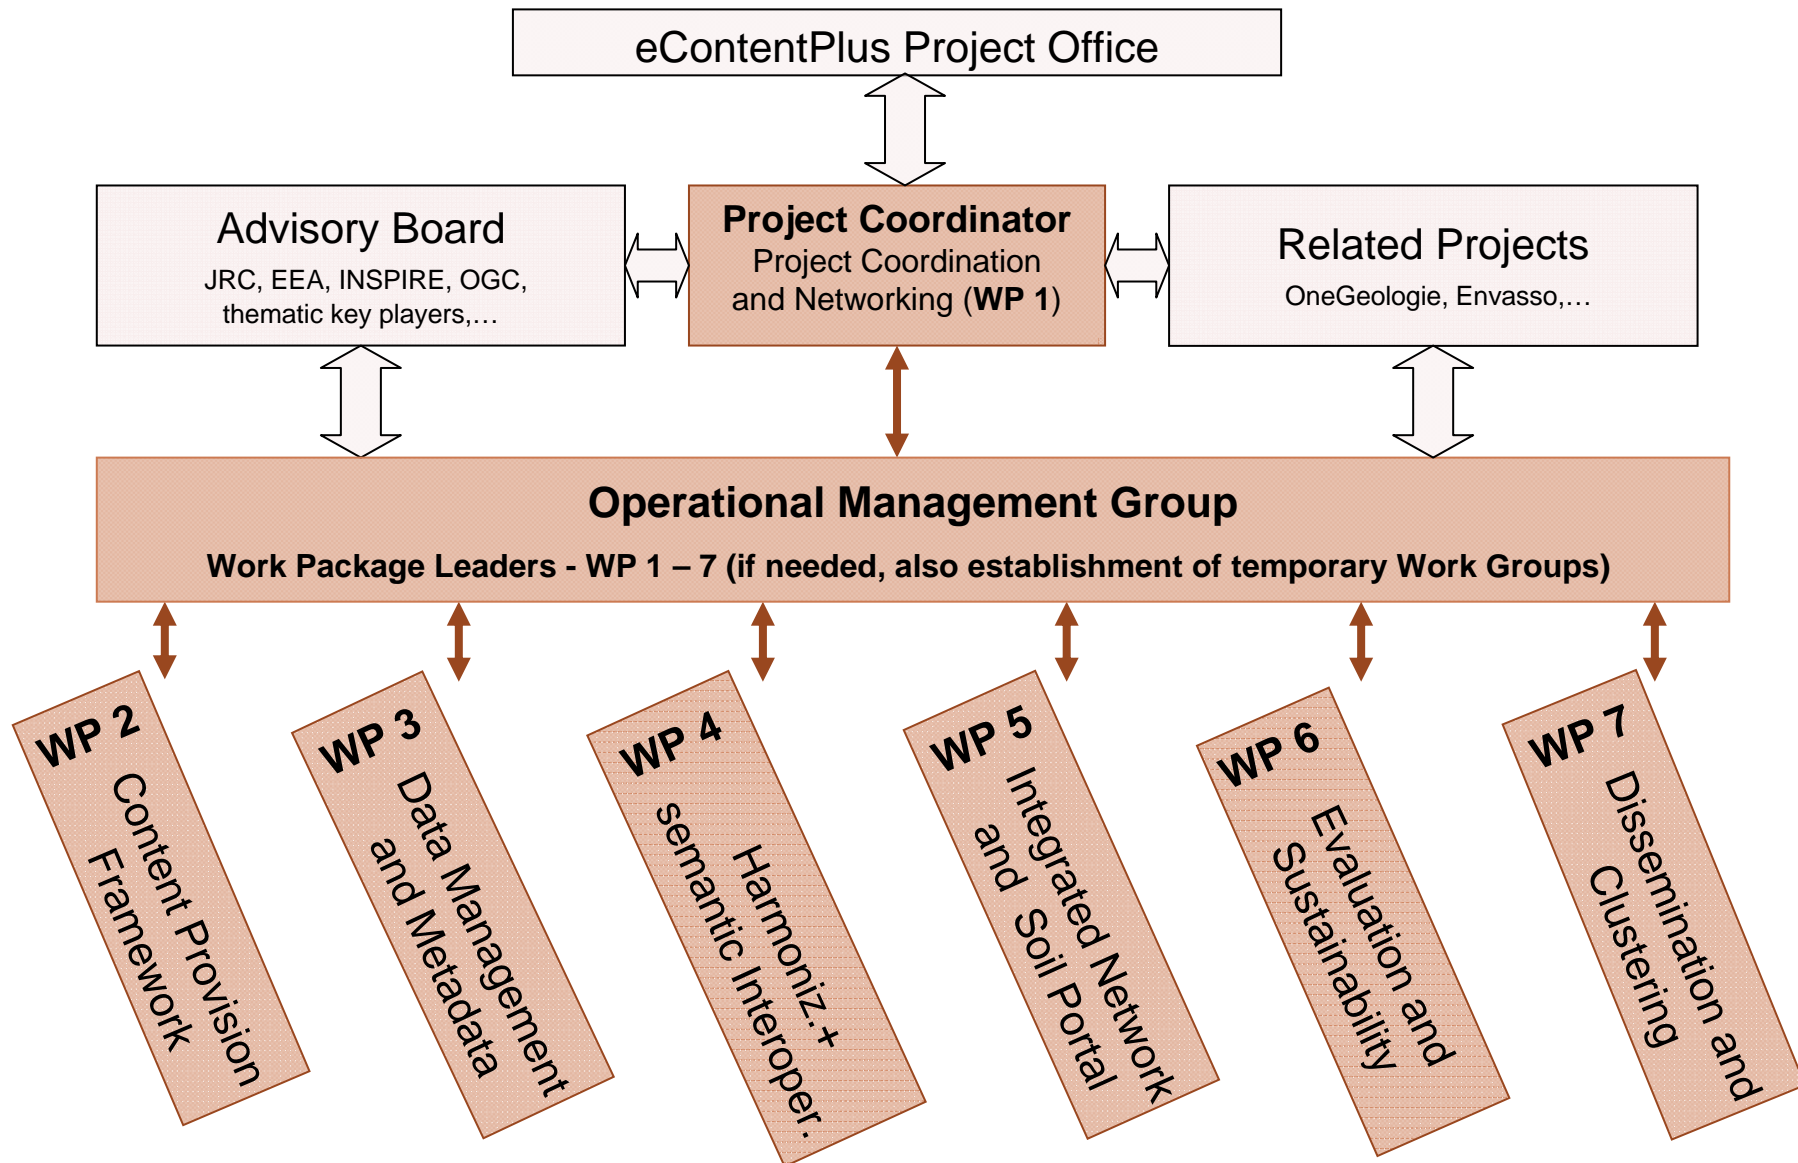 eContentPlus Project Office
Advisory Board
JRC, EEA, INSPIRE, OGC,
thematic key players,…
Project Coordinator
Project Coordination
and Networking (WP 1)
Related Projects
OneGeologie, Envasso,…
Operational Management Group
Work Package Leaders - WP 1 – 7 (if needed, also establishment of temporary Work Groups)
WP 2
Content Provision
Framework
WP 3
Data Management
and Metadata
WP 4
Harmoniz.+
semantic Interoper.
WP 5
Integrated Network
and Soil Portal
WP 6
Evaluation and
Sustainability
WP 7
Dissemination and
Clustering